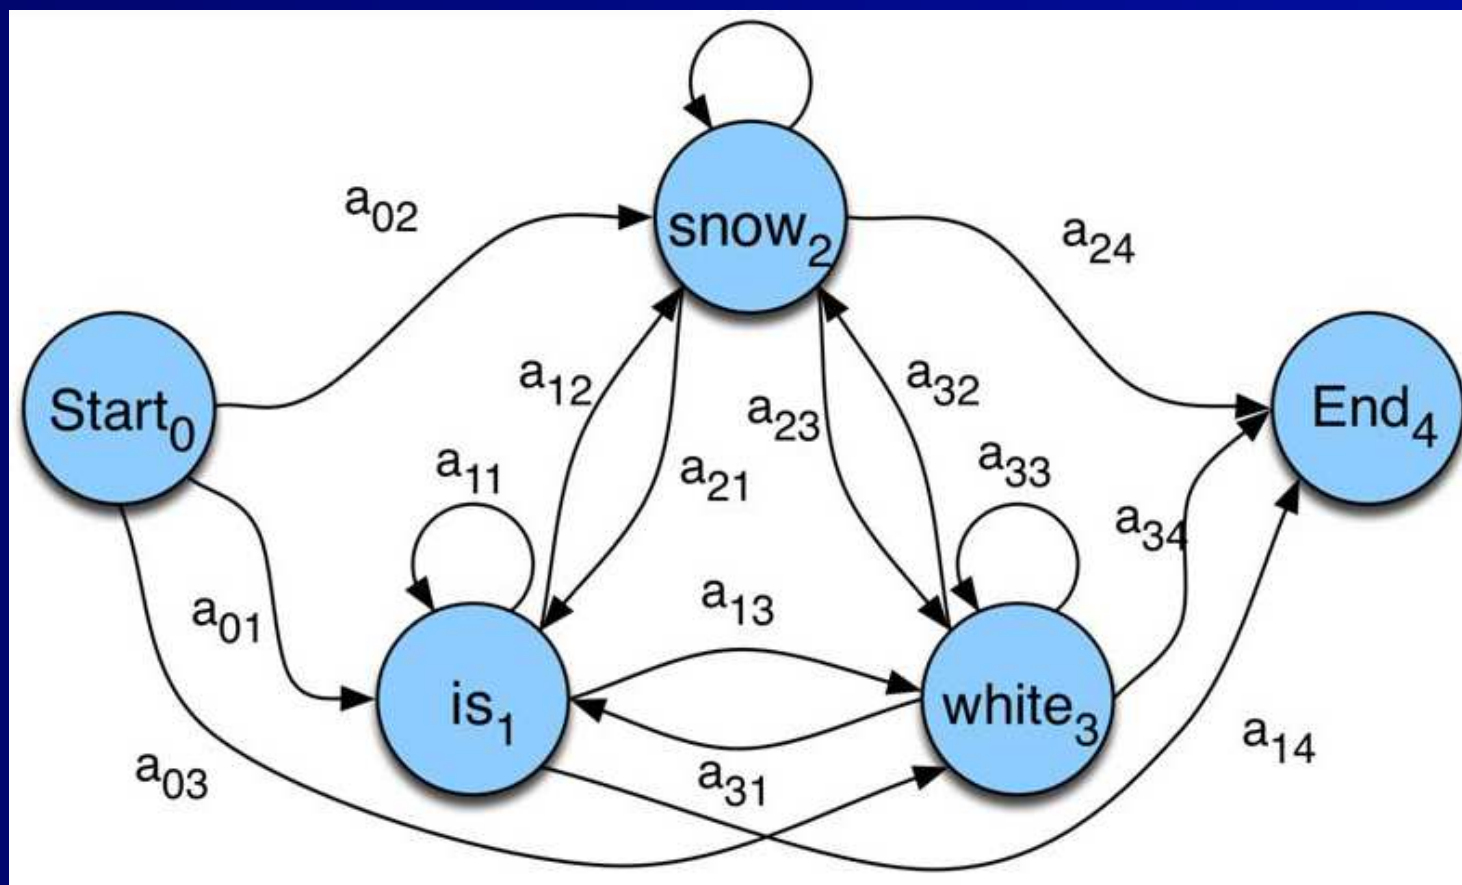 a02
snow2
a24
Start0
a12
a23
a32
End4
a11
a21
a33
a34
a01
a13
is1
white3
a03
a31
a14